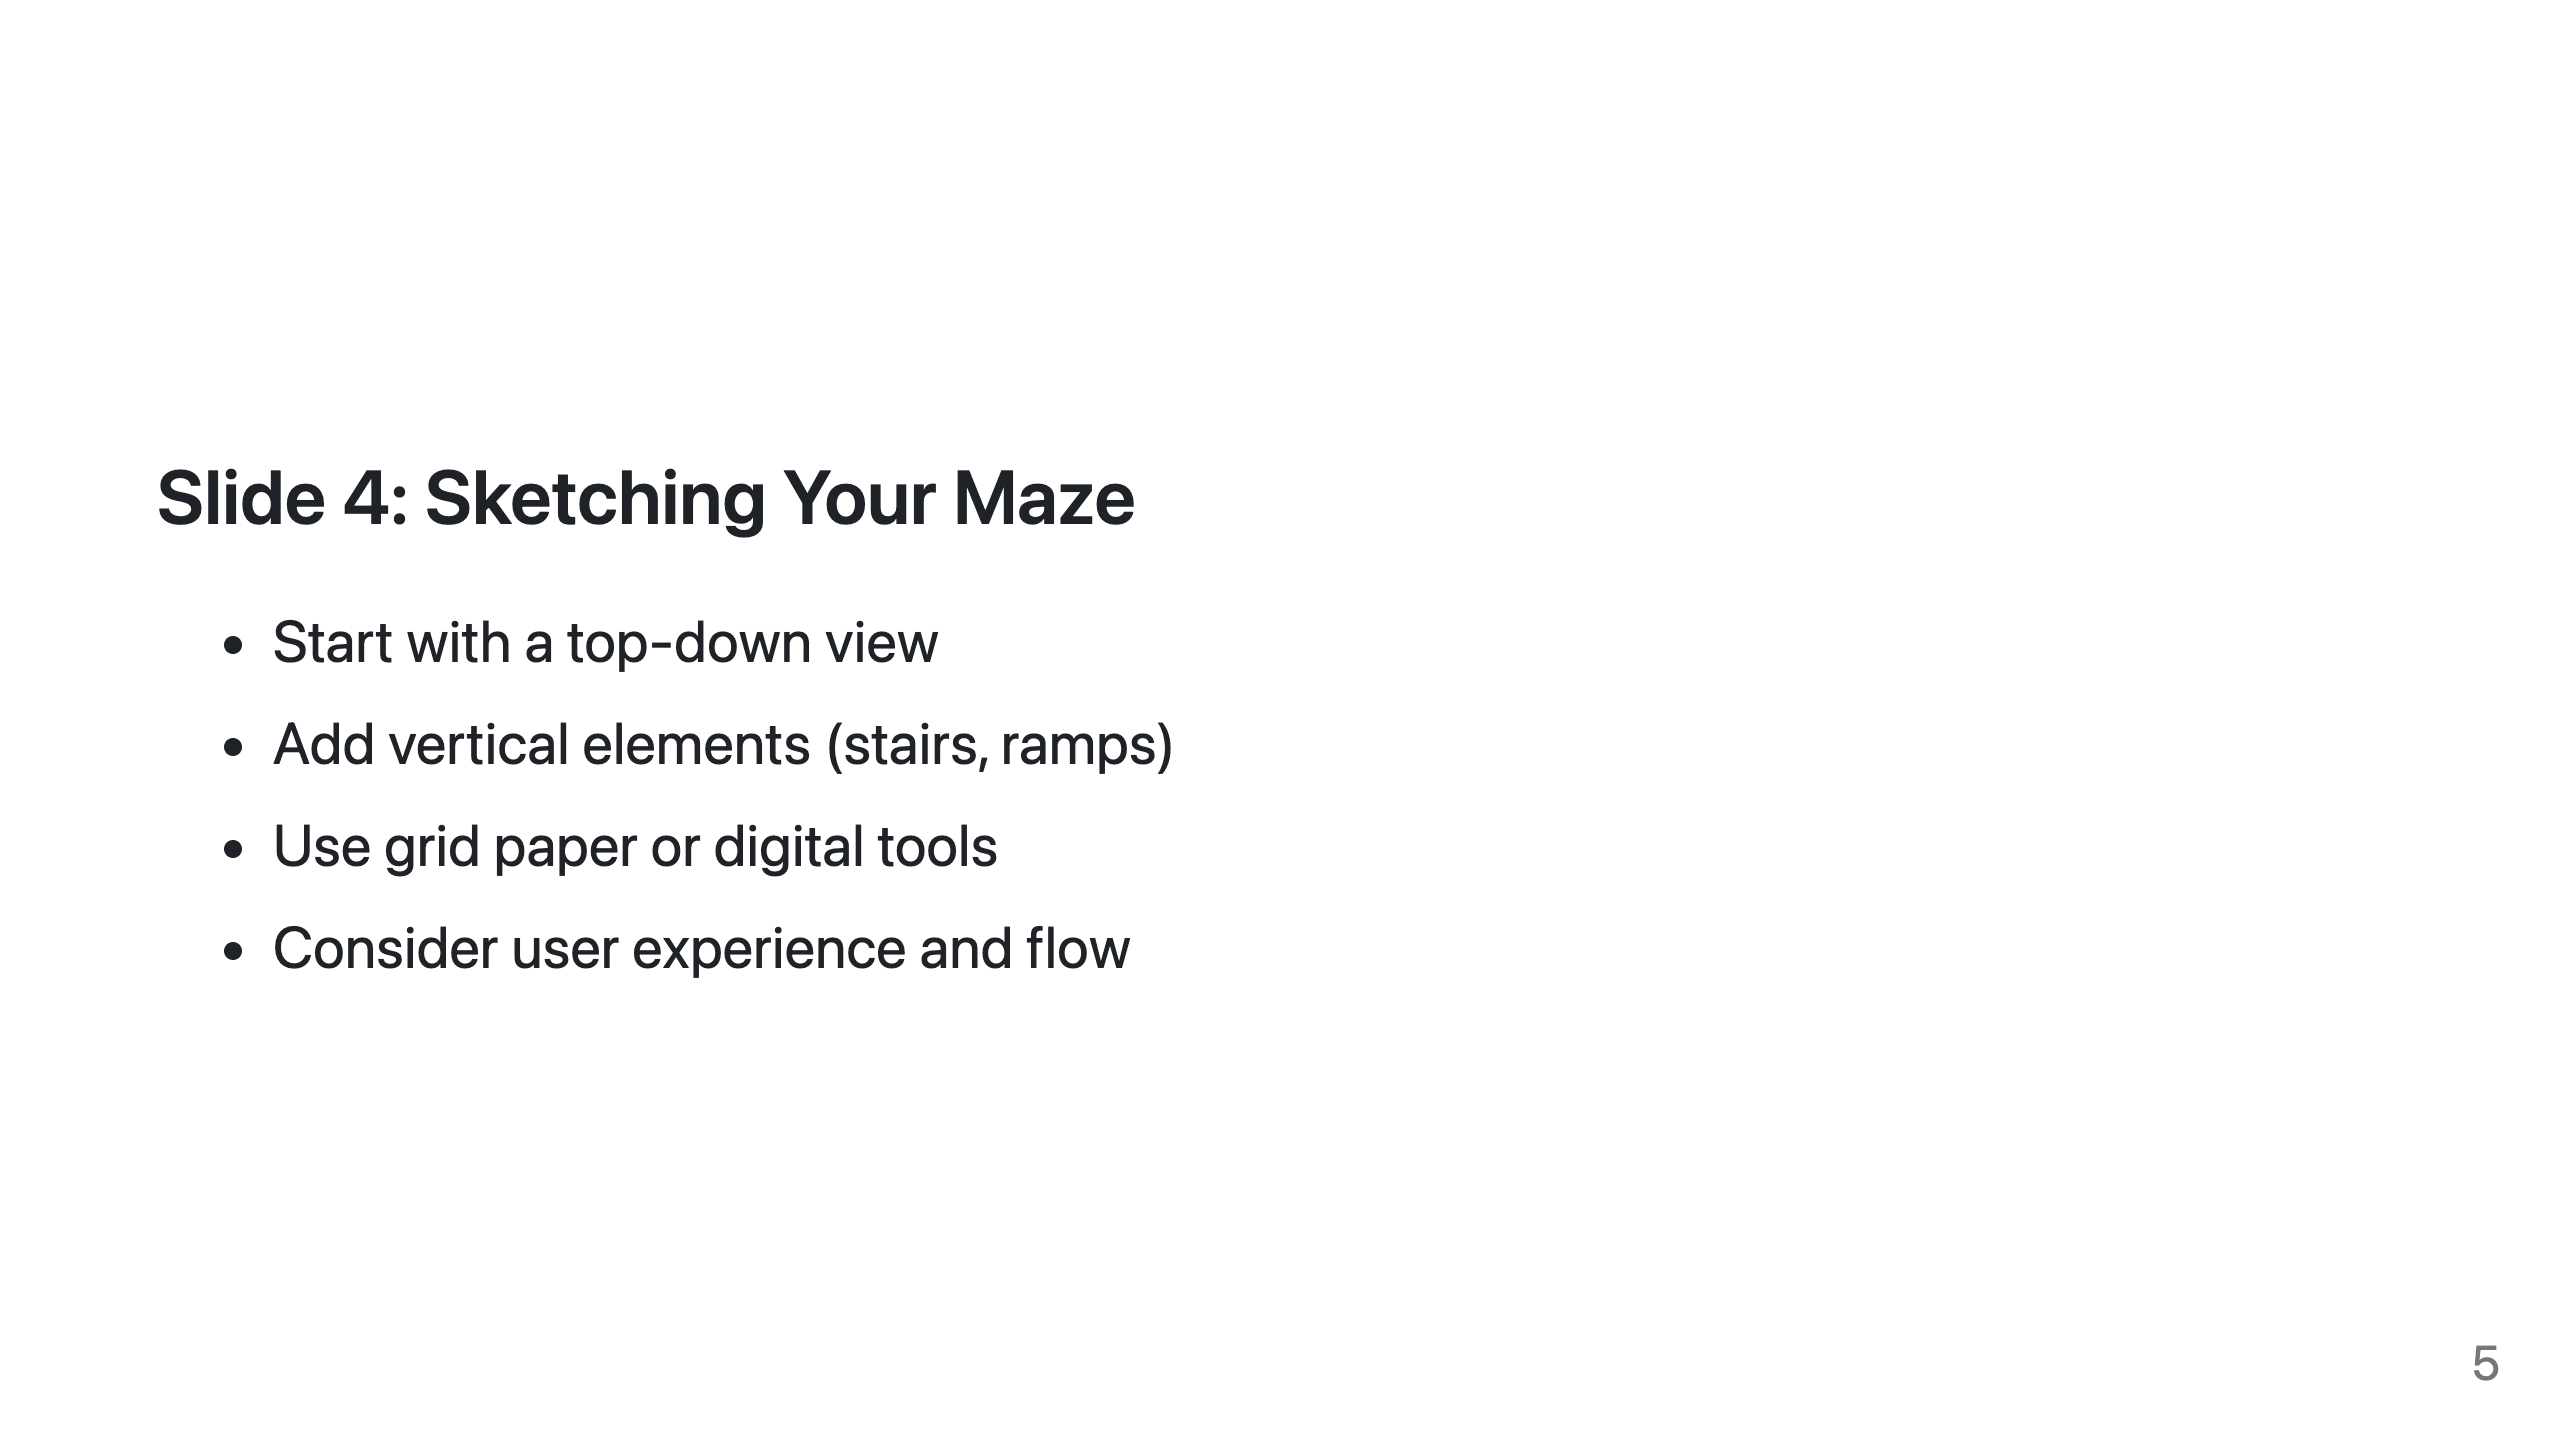 Slide 4: Sketching Your Maze
• Start with a top-down view
• Add vertical elements (stairs, ramps)
• Use grid paper or digital tools
• Consider user experience and flow
5